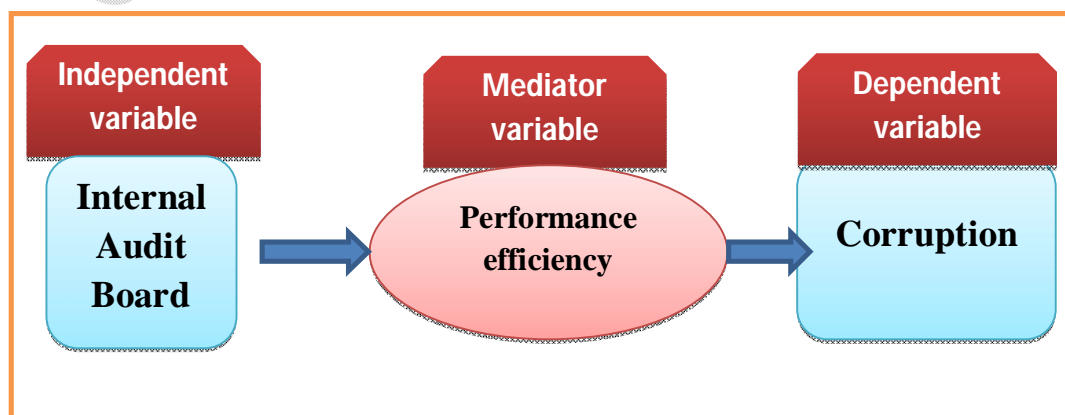 Independent
variable
Internal
Audit
Board
Mediator
variable
Performance
efficiency
Dependent
variable
Corruption